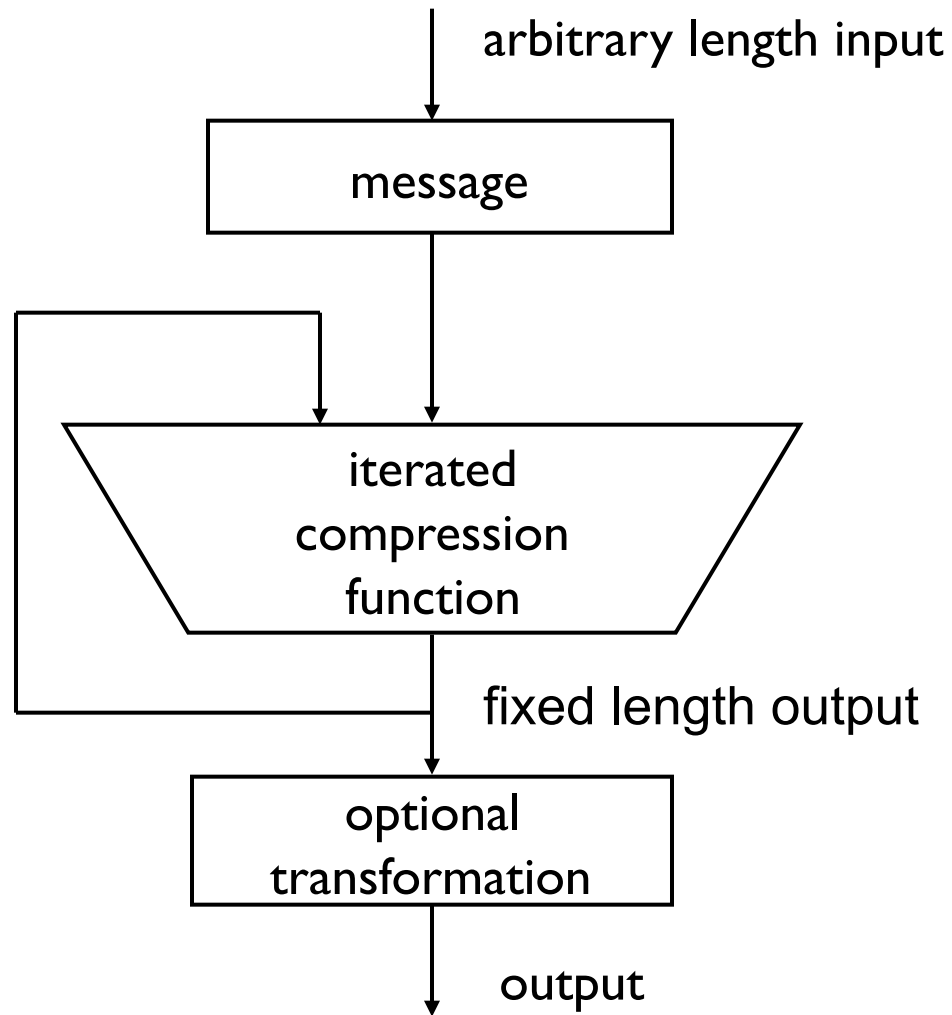 arbitrary length input
message
iterated
compression
function
fixed length output
optional
transformation
output